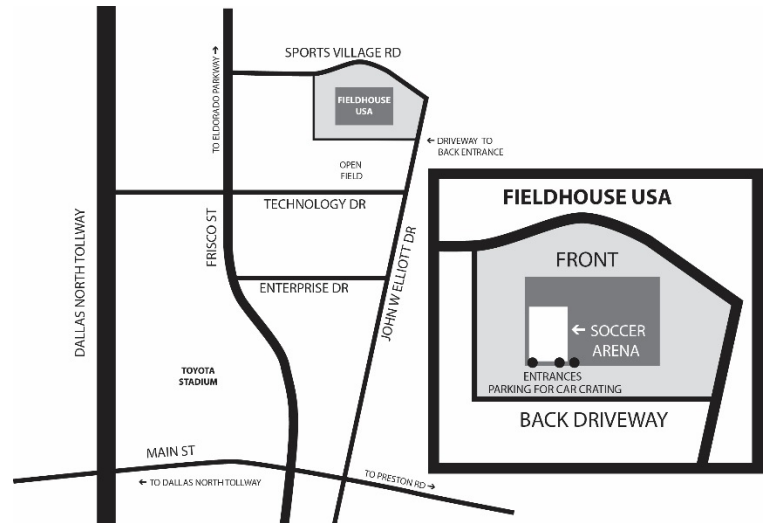 SPORTS VILLAGE RD
TO ELDORADO PARKWAY→
FIELDHOUSE
USA
← DRIVEWAY TO
BACK ENTRANCE
OPEN
FIELD
TECHNOLOGY DR
FRISCO ST
DALLAS NORTH TOLLWAY
JOHN W ELLIOTT DR
ENTERPRISE DR
TOYOTA
STADIUM
MAIN ST
← TO DALLAS NORTH TOLLWAY
TO PRESTON RD →
FIELDHOUSE USA
FRONT
← SOCCER
ARENA
ENTRANCES
PARKING FOR CAR CRATING
BACK DRIVEWAY